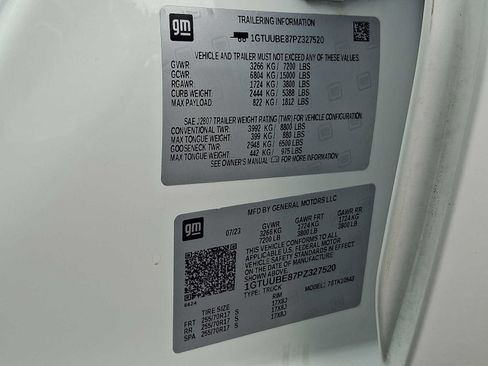 gm
TRAILERING INFORMATION
1GTUUBE87PZ327520
VEHICLE AND TRAILER MUST NOT EXCEED ANY OF THESE VALUES.
GVWR: 3266 KG / 7200 LBS
GCWR: 6804 KG / 15000 LBS
RGAWR: 1724 KG / 3800 LBS
CURB WEIGHT: 2444 KG / 5388 LBS
MAX PAYLOAD: 822 KG / 1812 LBS
SAE J2807 TRAILER WEIGHT RATING (TWR) FOR VEHICLE CONFIGURATION.
CONVENTIONAL TWR: 3992 KG / 8800 LBS
MAX TONGUE WEIGHT: 399 KG / 880 LBS
GOOSENECK TWR: 2948 KG / 6500 LBS
MAX TONGUE WEIGHT: 442 KG / 975 LBS
SEE OWNER'S MANUAL FOR MORE INFORMATION.
gm
MFD BY GENERAL MOTORS LLC
07/23 GVWR GAWR FRT GAWR RR
3266 KG 1724 KG 1724 KG
7200 LB 3800 LB 3800 LB
THIS VEHICLE CONFORMS TO ALL
APPLICABLE U.S. FEDERAL MOTOR
VEHICLE SAFETY STANDARDS IN EFFECT
ON THE DATE OF MANUFACTURE
SHOWN ABOVE.
1GTUUBE87PZ327520
TYPE: TRUCK MODEL:
TIRE SIZE RIM
FRT 255/70R17 S 17X8J
RR 255/70R17 S 17X8J
SPA 255/70R17 S 17X8J